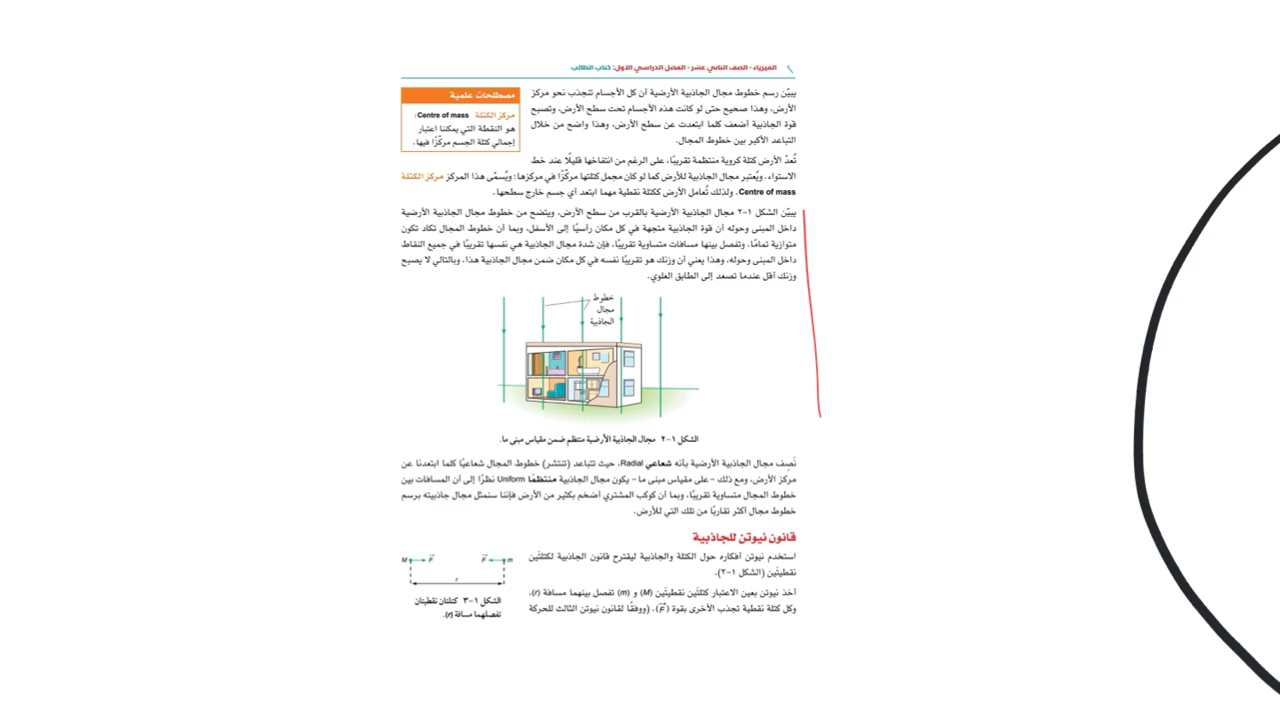 الفيزياء - الصف الثاني عشر - الفصل الدراسي الأول: كتاب الطالب
يبيّن رسم خطوط مجال الجاذبية الأرضية أن كل الأجسام تنجذب نحو مركز
الأرض، وهذا صحيح حتى لو كانت هذه الأجسام تحت سطح الأرض، وتصبح
قوة الجاذبية أضعف كلما ابتعدت عن سطح الأرض، وهذا واضح من خلال
التباعد الأكبر بين خطوط المجال.
مصطلحات علمية
مركز الكتلة Centre of mass:
هو النقطة التي يمكننا اعتبار
إجمالي كتلة الجسم مركّزًا فيها.
تُعدّ الأرض كتلة كروية منتظمة تقريبًا، على الرغم من انتفاخها قليلًا عند خط
الاستواء. ويُعتبر مجال الجاذبية للأرض كما لو كان مجمل كتلتها مركّزًا في مركزها؛ ويُسمّى هذا المركز مركز الكتلة
Centre of mass. ولذلك تُعامل الأرض ككتلة نقطية مهما ابتعد أي جسم خارج سطحها.
يبيّن الشكل ١-٢ مجال الجاذبية الأرضية بالقرب من سطح الأرض، ويتضح من خطوط مجال الجاذبية الأرضية
داخل المبنى وحوله أن قوة الجاذبية متجهة في كل مكان رأسيًا إلى الأسفل، وبما أن خطوط المجال تكاد تكون
متوازية تمامًا، وتفصل بينها مسافات متساوية تقريبًا، فإن شدة مجال الجاذبية هي نفسها تقريبًا في جميع النقاط
داخل المبنى وحوله، وهذا يعني أن وزنك هو تقريبًا نفسه في كل مكان ضمن مجال الجاذبية هذا، وبالتالي لا يصبح
وزنك أقل عندما تصعد إلى الطابق العلوي.
خطوط
مجال
الجاذبية
الشكل ١-٢ مجال الجاذبية الأرضية منتظم ضمن مقياس مبنى ما.
نَصِف مجال الجاذبية الأرضية بأنه شعاعي Radial، حيث تتباعد (تنتشر) خطوط المجال شعاعيًا كلما ابتعدنا عن
مركز الأرض، ومع ذلك – على مقياس مبنى ما – يكون مجال الجاذبية منتظمًا Uniform نظرًا إلى أن المسافات بين
خطوط المجال متساوية تقريبًا، وبما أن كوكب المشتري أضخم بكثير من الأرض فإننا سنمثل مجال جاذبيته برسم
خطوط مجال أكثر تقاربًا من تلك التي للأرض.
قانون نيوتن للجاذبية
استخدم نيوتن أفكاره حول الكتلة والجاذبية ليقترح قانون الجاذبية لكتلتَين
نقطيتَين (الشكل ١-٢).
أخذ نيوتن بعين الاعتبار كتلتَين نقطيتَين (M) و (m) تفصل بينهما مسافة (r)،
وكل كتلة نقطية تجذب الأخرى بقوة (F⃗)، (ووفقًا لقانون نيوتن الثالث للحركة
M F⃗ F⃗ m
r
الشكل ١-٣ كتلتان نقطيتان
تفصلهما مسافة (r).